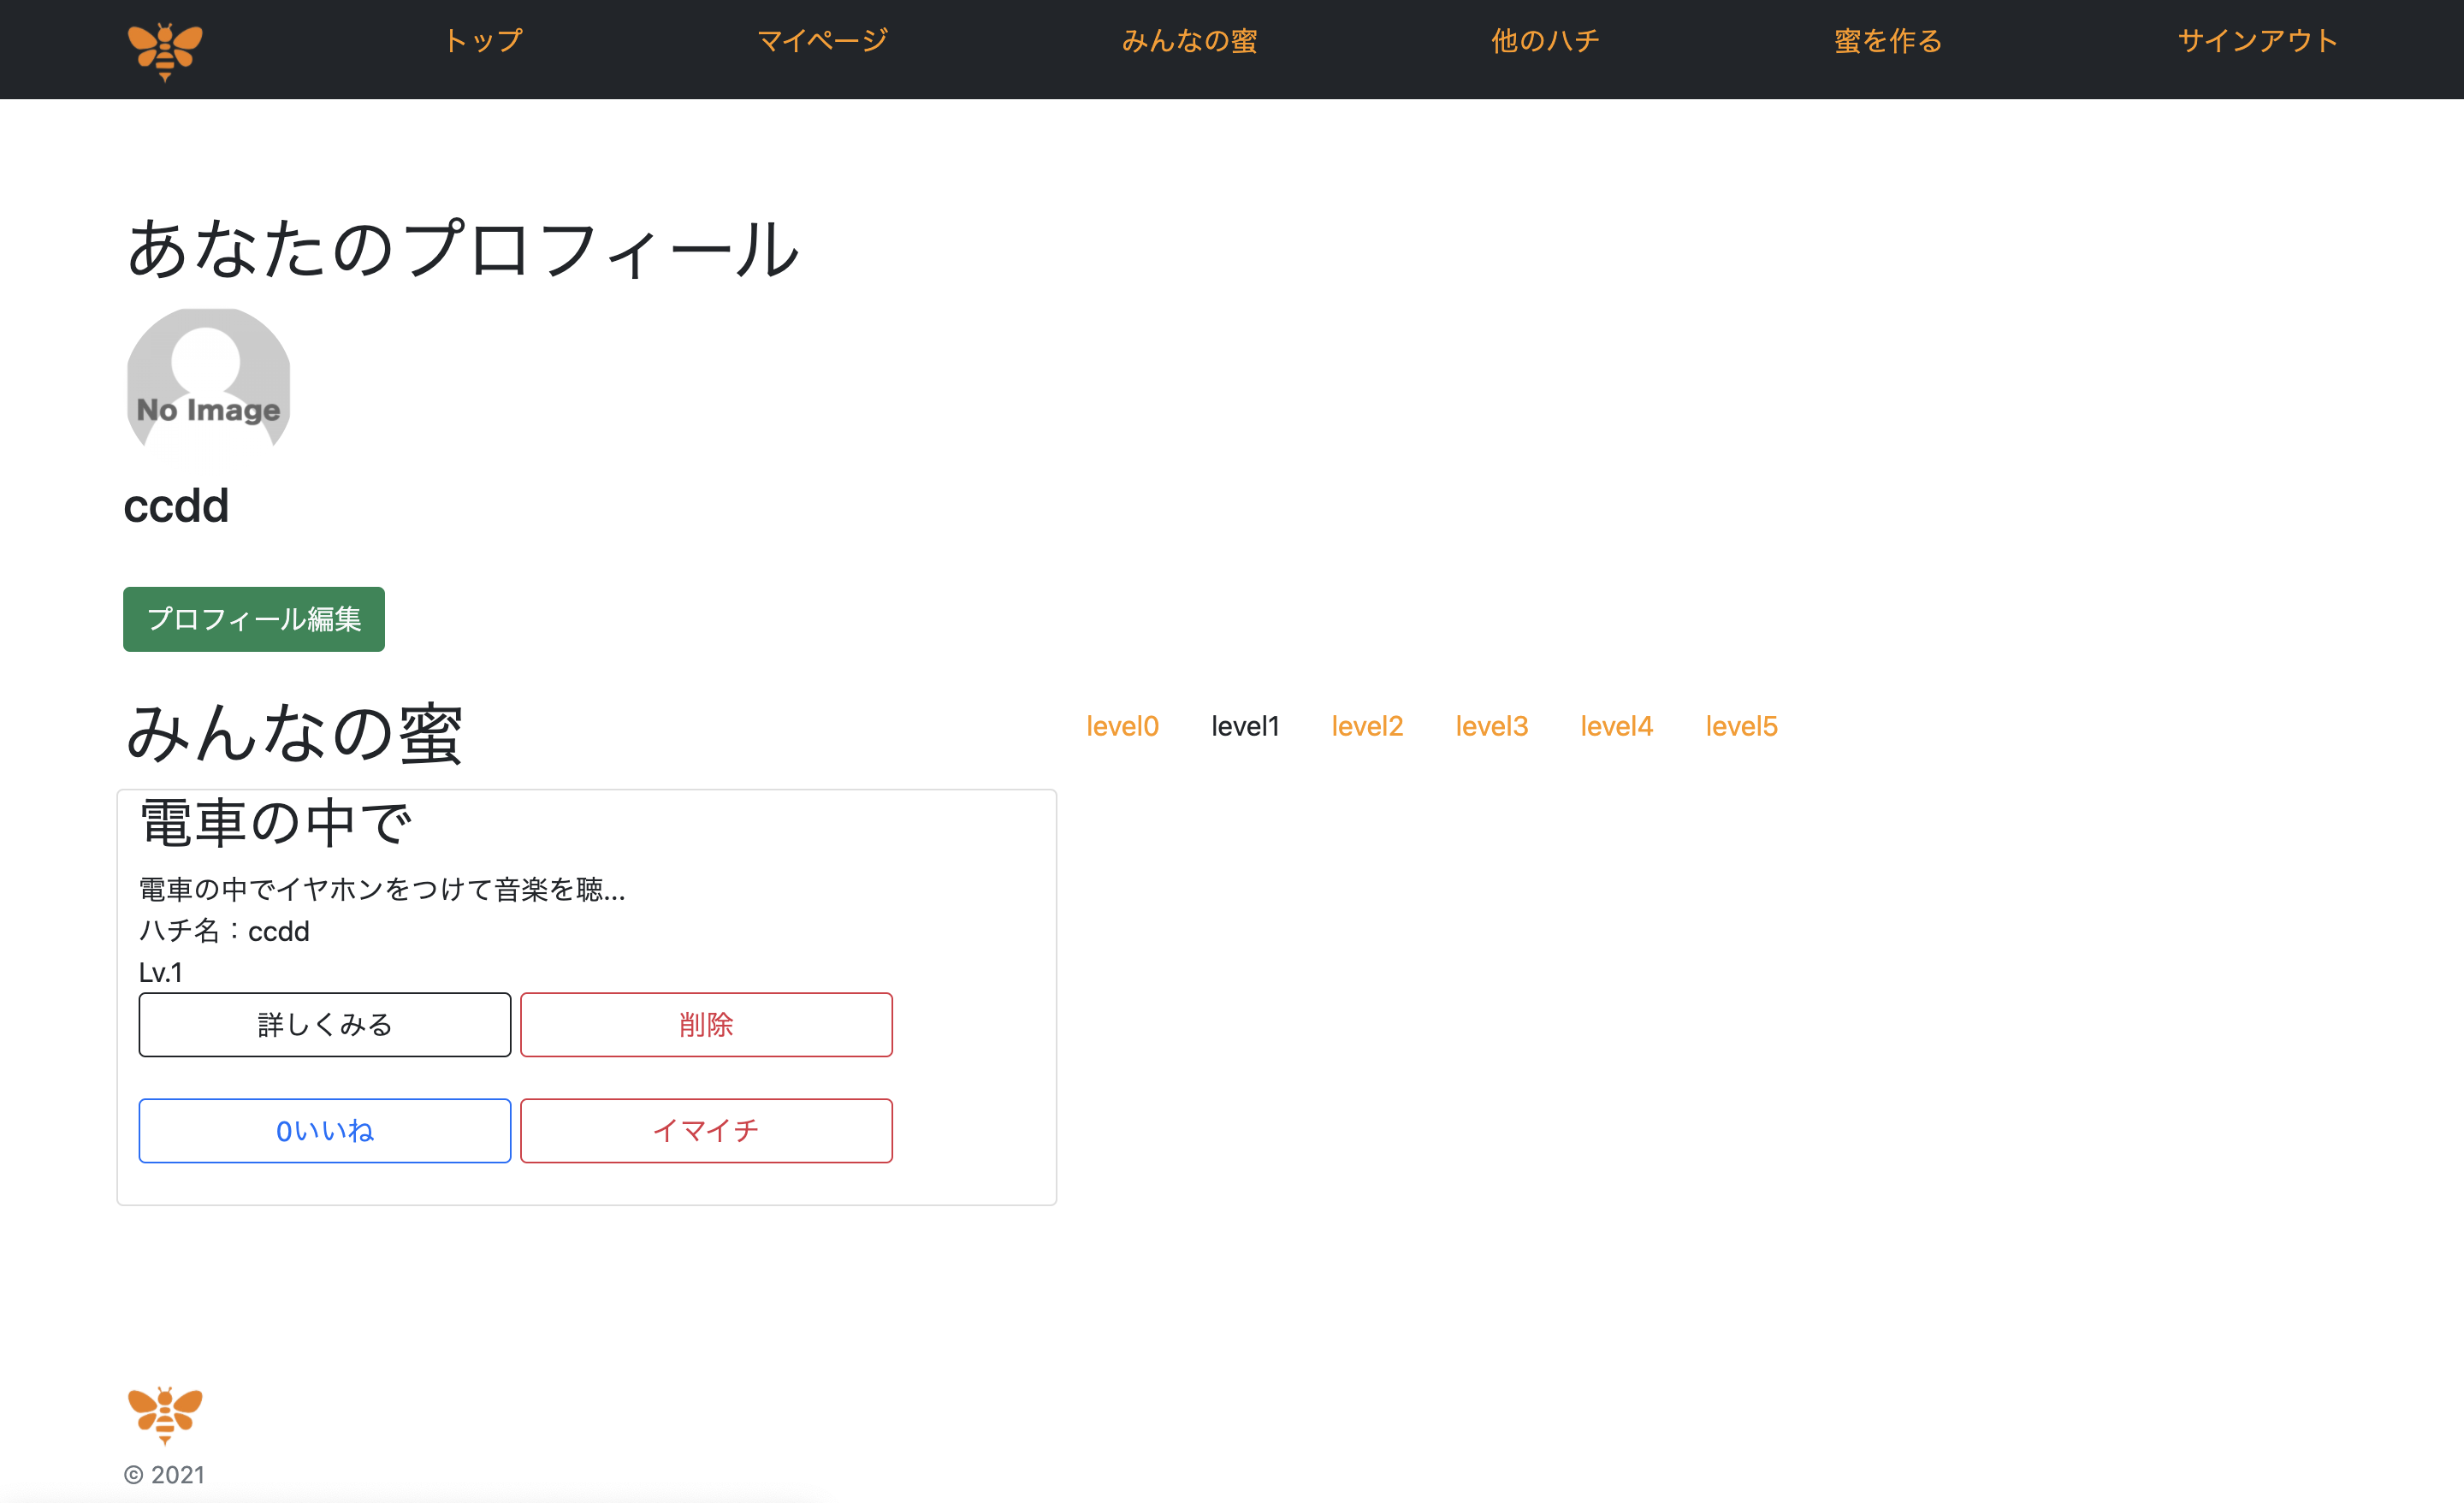 トップ マイページ みんなの蜜 他のハチ 蜜を作る サインアウト
あなたのプロフィール
No Image
ccdd
プロフィール編集
みんなの蜜
level0 level1 level2 level3 level4 level5
電車の中で
電車の中でイヤホンをつけて音楽を聴...
ハチ名：ccdd
Lv.1
詳しくみる 削除
0いいね イマイチ
© 2021